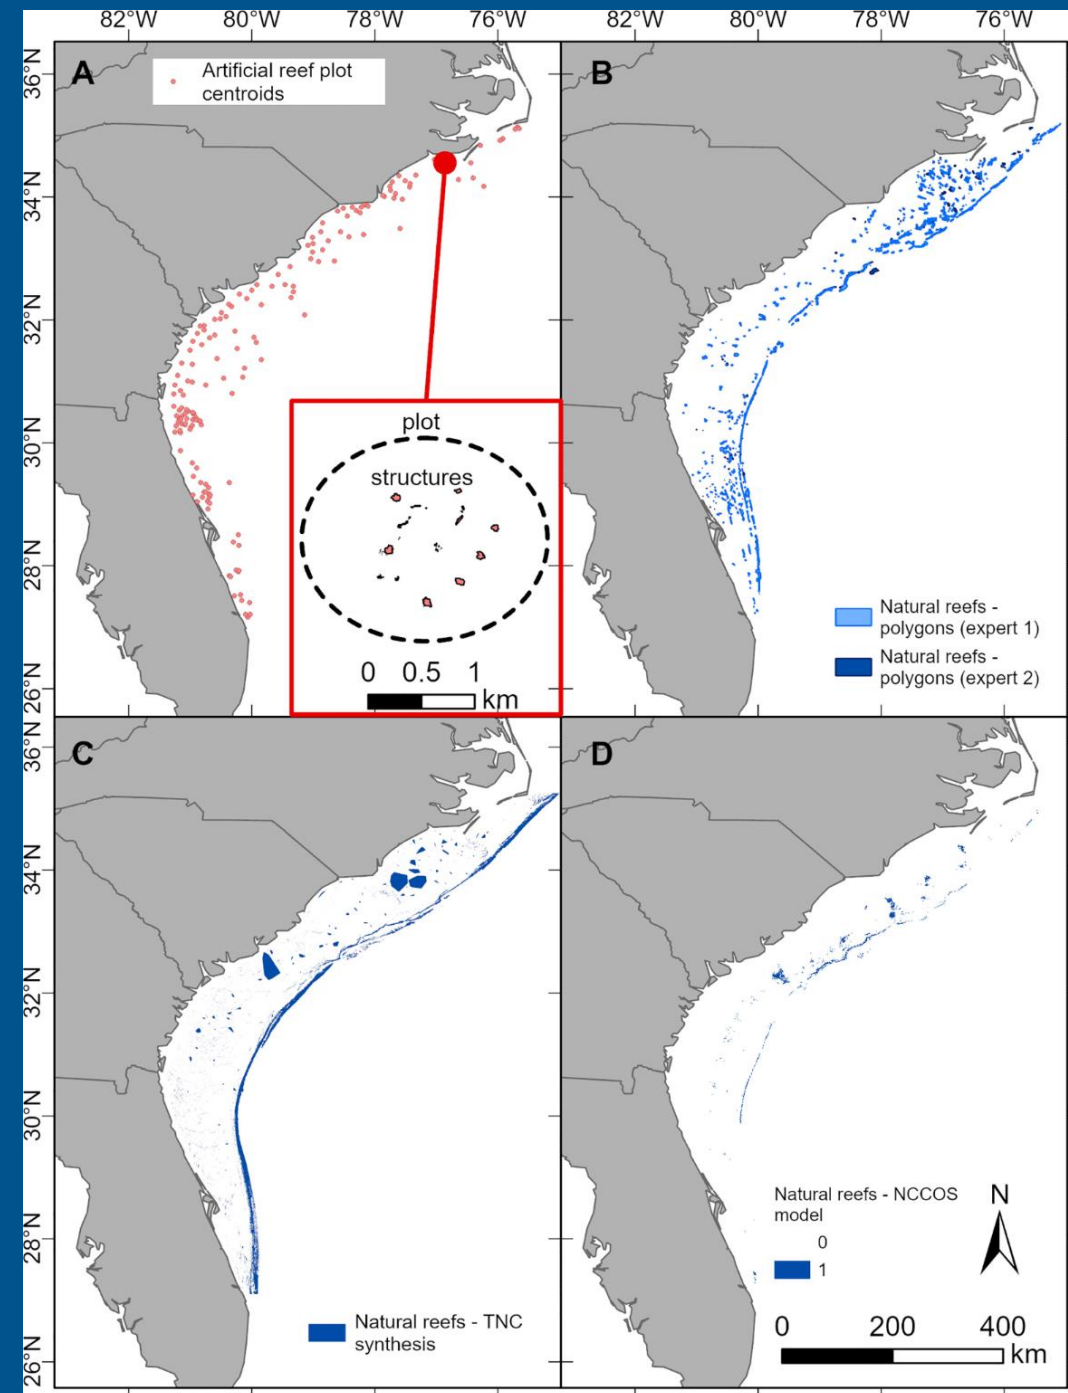 82°W 80°W 78°W 76°W 82°W 80°W 78°W 76°W
36°N
34°N
32°N
30°N
28°N
26°N
A
Artificial reef plot
centroids
plot
structures
0 0.5 1
km
B
Natural reefs -
polygons (expert 1)
Natural reefs -
polygons (expert 2)
36°N
34°N
32°N
30°N
28°N
26°N
C
Natural reefs - TNC
synthesis
D
Natural reefs - NCCOS
model
0
1
N
0 200 400
km